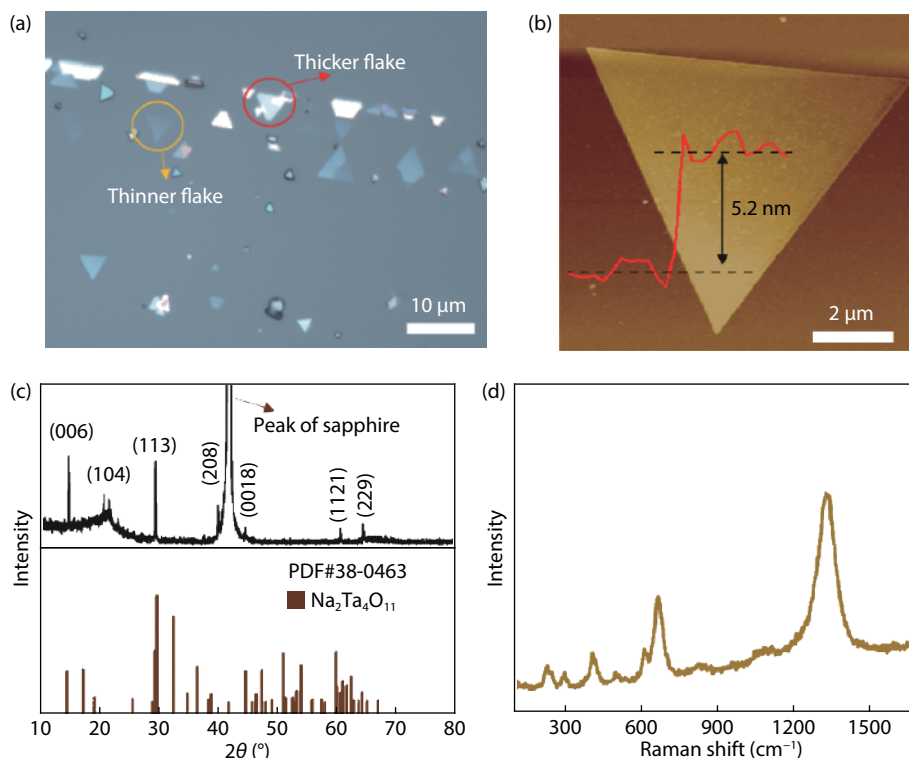 (a)
Thicker flake
Thinner flake
10 µm
(b)
5.2 nm
2 µm
(c)
Peak of sapphire
(006)
(104)
(113)
(208)
(0018)
(1121)
(229)
Intensity
PDF#38-0463
Na₂Ta₄O₁₁
10 20 30 40 50 60 70 80
2θ (°)
(d)
Intensity
300 600 900 1200 1500
Raman shift (cm⁻¹)